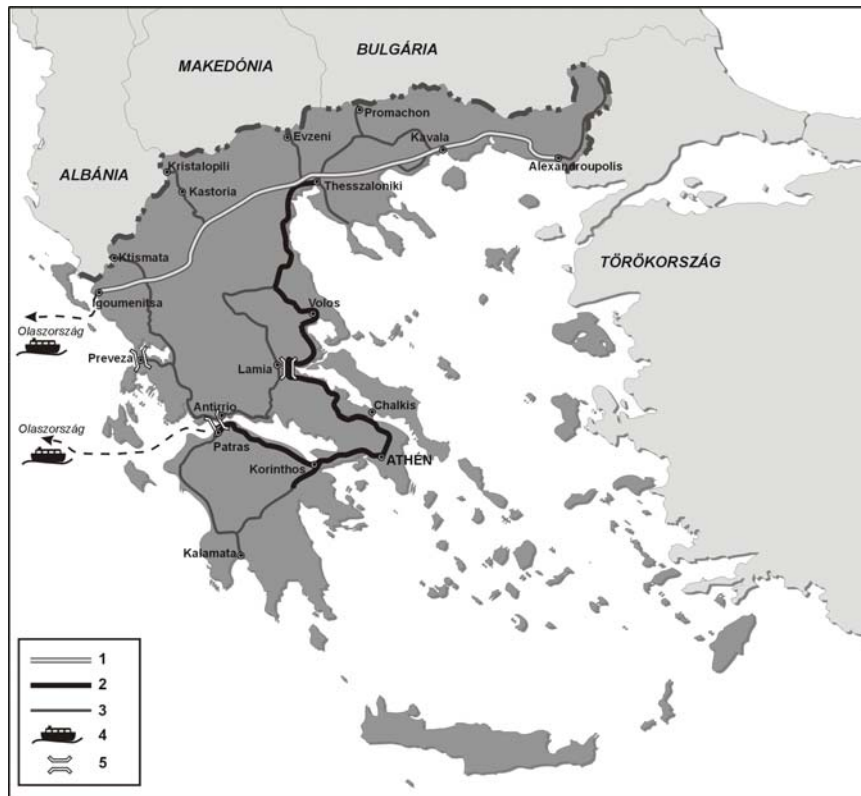 BULGÁRIA
MAKEDÓNIA
Promachon
Evzeni
Kavala
Kristalopili
Alexandroupolis
ALBÁNIA
Thesszaloniki
Kastoria
Ktismata
TÖRÖKORSZÁG
Igoumenitsa
Volos
Olaszország
Preveza
Lamia
Antirrio
Chalkis
Olaszország
Patras
ATHÉN
Korinthos
Kalamata
1
2
3
4
5